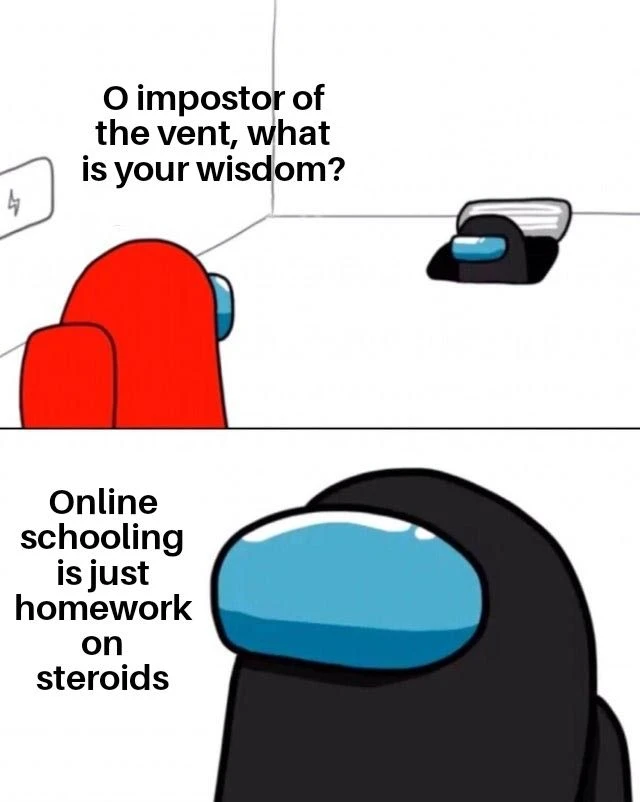 O impostor of
the vent, what
is your wisdom?
Online
schooling
is just
homework
on
steroids